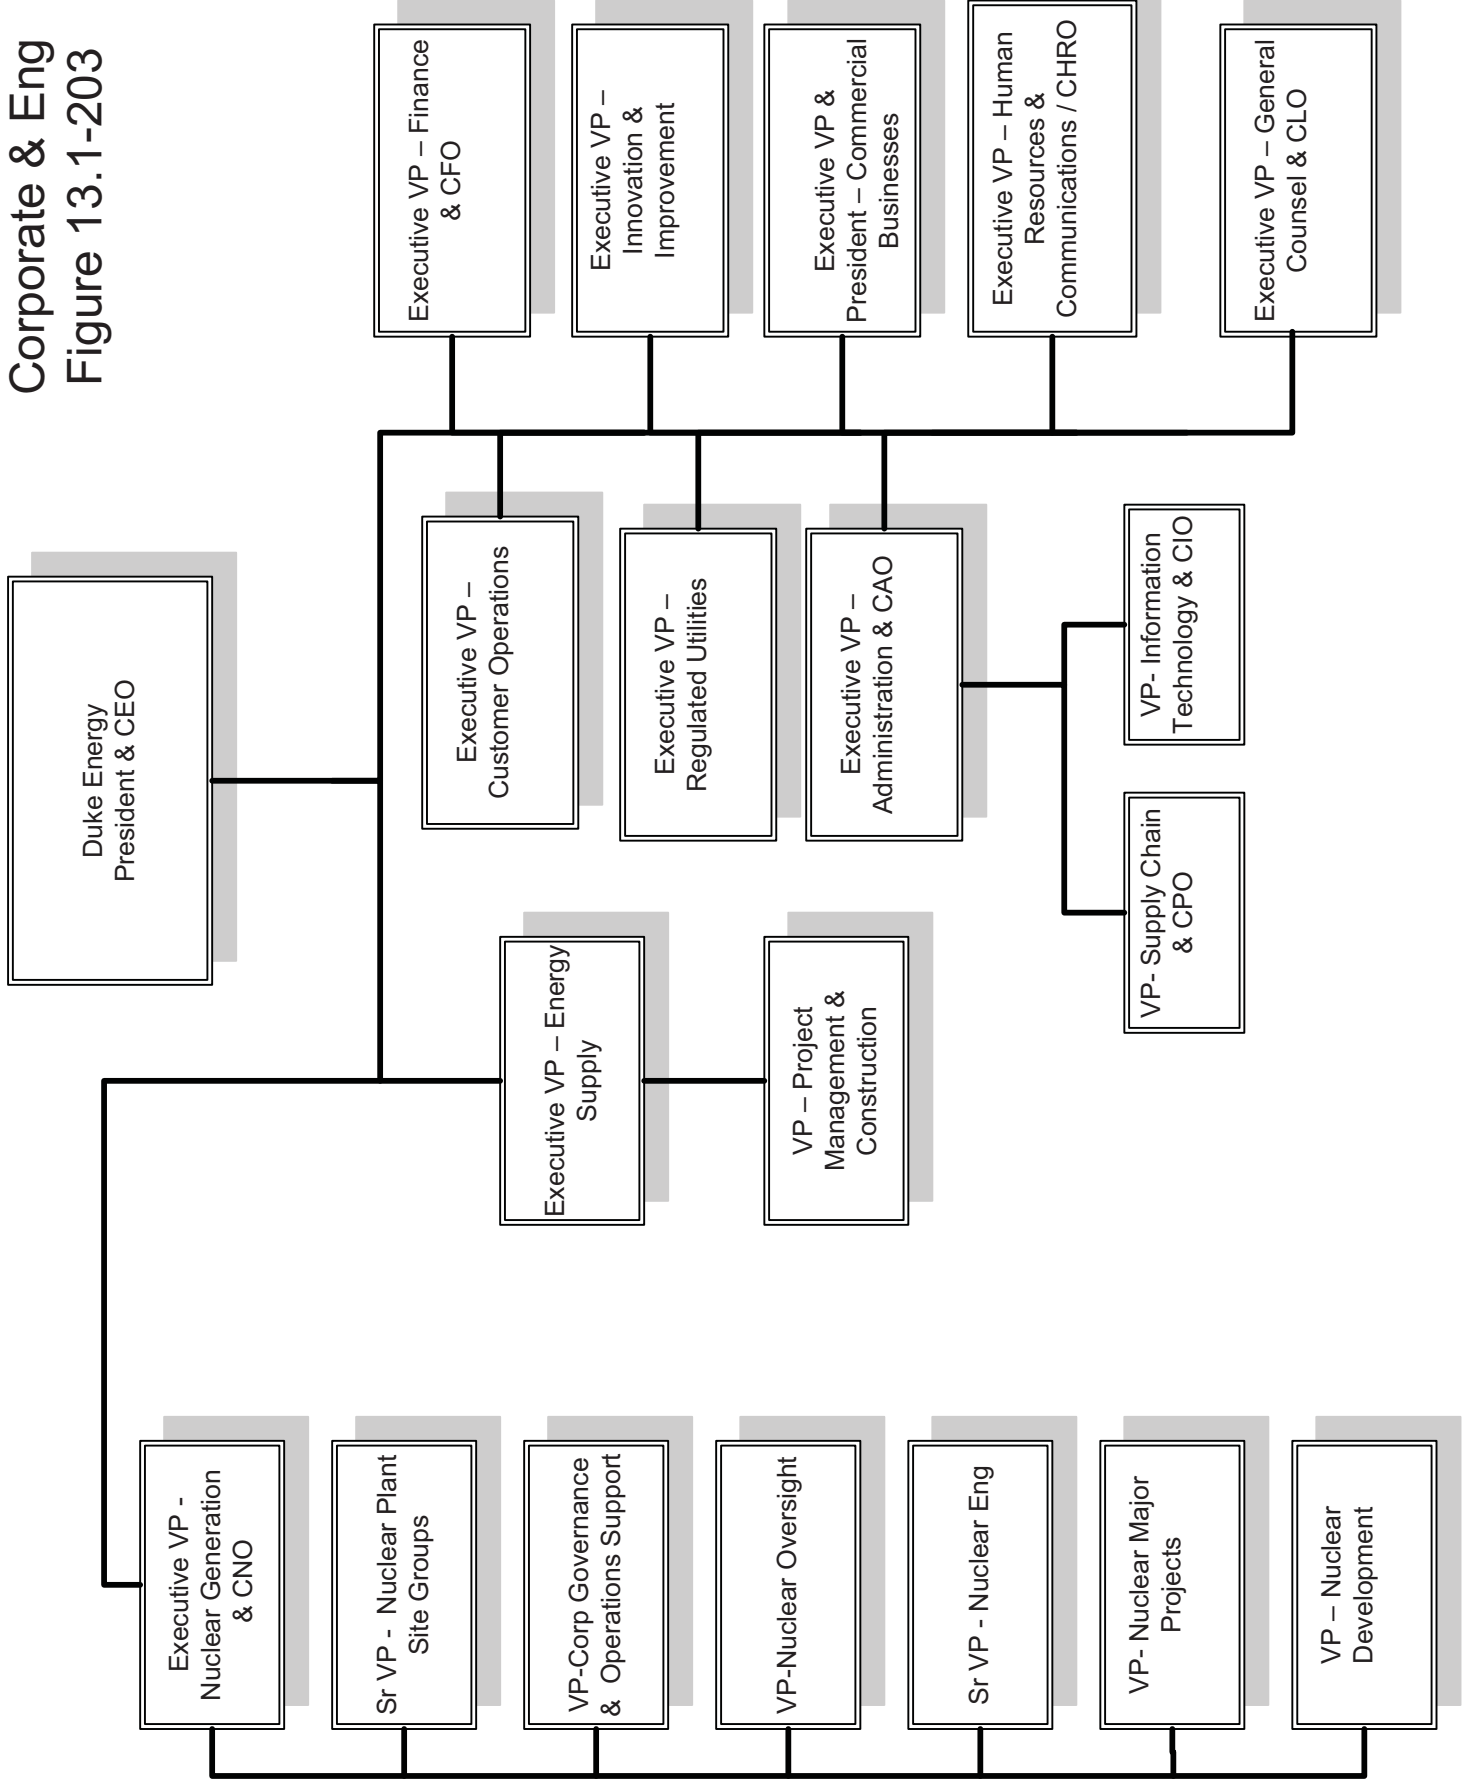 Corporate & Eng
Figure 13.1-203
Duke Energy
President & CEO
Executive VP -
Nuclear Generation
& CNO
Sr VP - Nuclear Plant
Site Groups
VP-Corp Governance
& Operations Support
VP-Nuclear Oversight
Sr VP - Nuclear Eng
VP- Nuclear Major
Projects
VP – Nuclear
Development
Executive VP – Energy
Supply
VP – Project
Management &
Construction
Executive VP –
Customer Operations
Executive VP –
Regulated Utilities
Executive VP –
Administration & CAO
VP- Supply Chain
& CPO
VP- Information
Technology & CIO
Executive VP – Finance
& CFO
Executive VP –
Innovation &
Improvement
Executive VP &
President – Commercial
Businesses
Executive VP – Human
Resources &
Communications / CHRO
Executive VP – General
Counsel & CLO